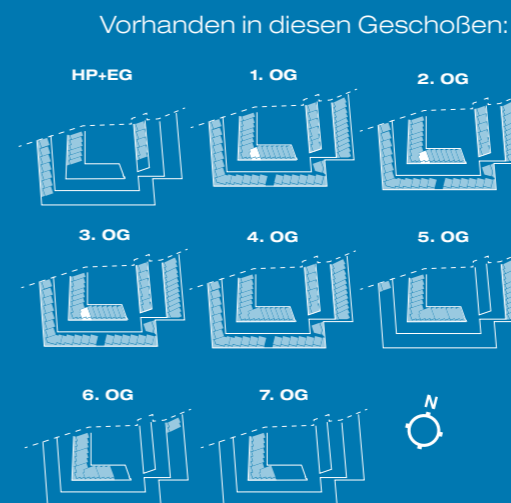 Vorhanden in diesen Geschoßen:
HP+EG
1. OG
2. OG
3. OG
4. OG
5. OG
6. OG
7. OG
N